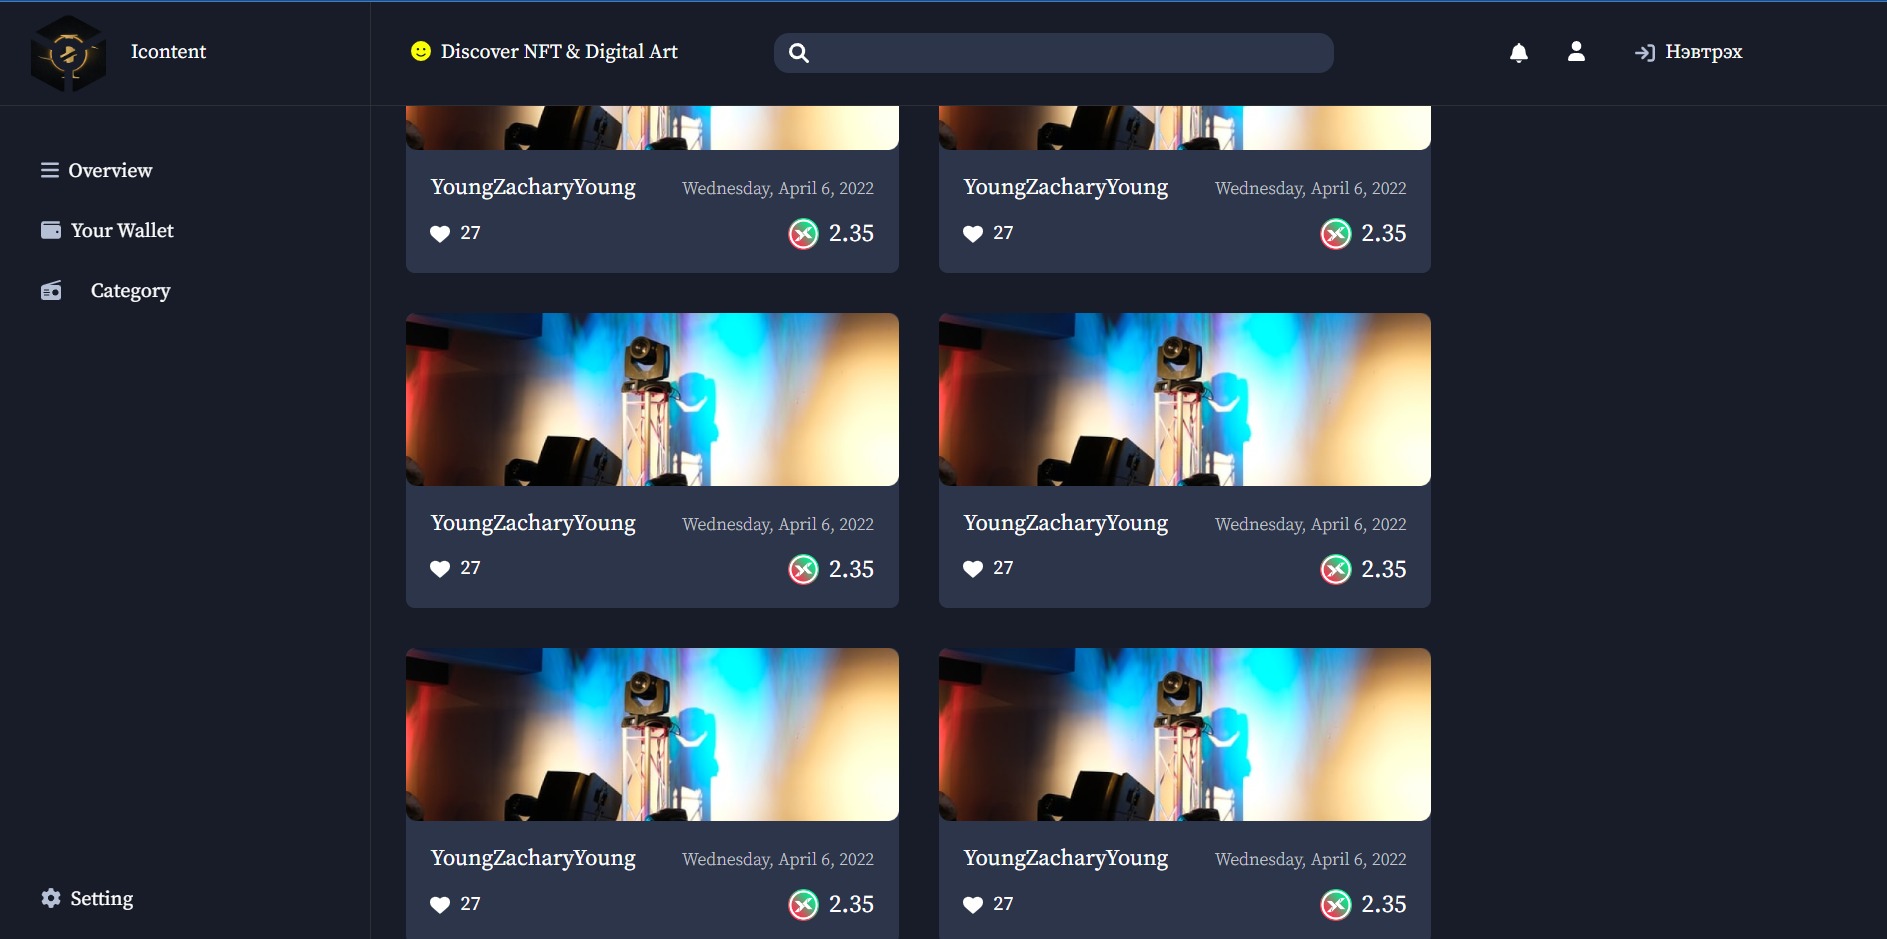 Icontent
Discover NFT & Digital Art
Нэвтрэх
Overview
Your Wallet
Category
Setting
YoungZacharyYoung Wednesday, April 6, 2022
27 2.35
YoungZacharyYoung Wednesday, April 6, 2022
27 2.35
YoungZacharyYoung Wednesday, April 6, 2022
27 2.35
YoungZacharyYoung Wednesday, April 6, 2022
27 2.35
YoungZacharyYoung Wednesday, April 6, 2022
27 2.35
YoungZacharyYoung Wednesday, April 6, 2022
27 2.35